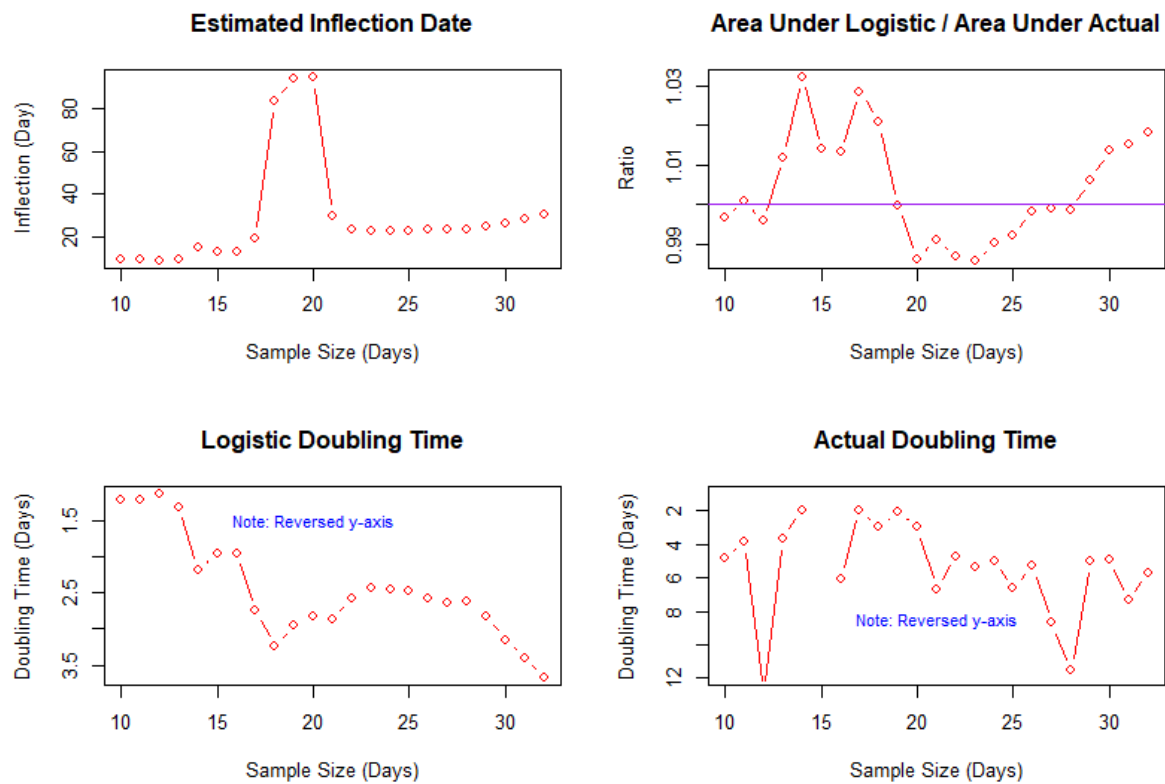 Estimated Inflection Date
Inflection (Day)
80
60
40
20
10 15 20 25 30
Sample Size (Days)
Area Under Logistic / Area Under Actual
Ratio
1.03
1.01
0.99
10 15 20 25 30
Sample Size (Days)
Logistic Doubling Time
Doubling Time (Days)
1.5
2.5
3.5
Note: Reversed y-axis
10 15 20 25 30
Sample Size (Days)
Actual Doubling Time
Doubling Time (Days)
2
4
6
8
12
Note: Reversed y-axis
10 15 20 25 30
Sample Size (Days)